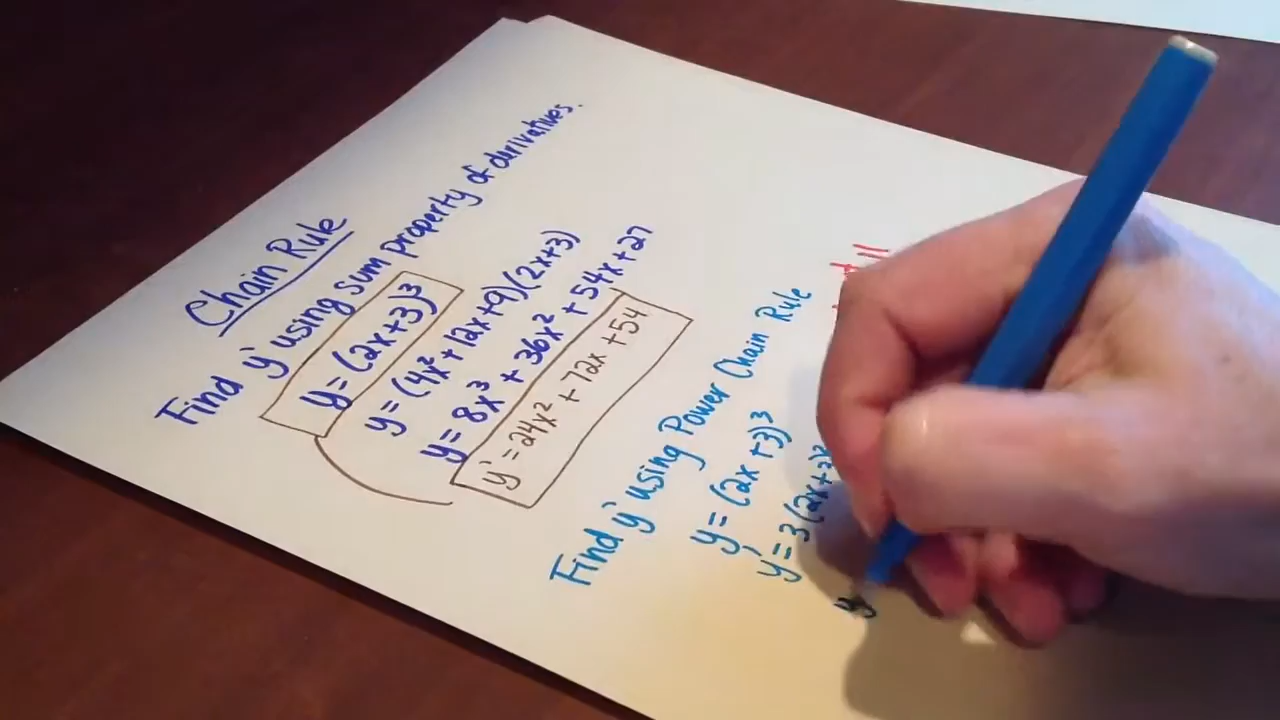 Chain Rule
Find y' using sum property of derivatives.
y = (2x+3)³
y = (4x² + 12x + 9)(2x+3)
y = 8x³ + 36x² + 54x + 27
y' = 24x² + 72x + 54
Find y' using Power Chain Rule
y = (2x + 3)³
y' = 3(2x+3)²
y